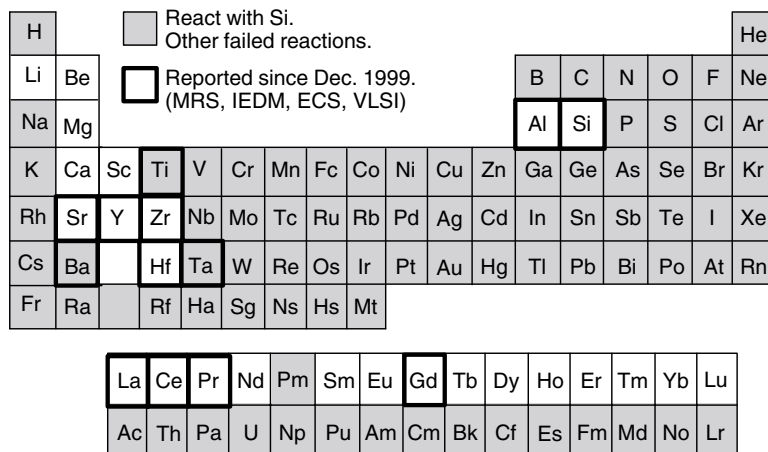 H React with Si. He
Other failed reactions.
Li Be Reported since Dec. 1999. B C N O F Ne
(MRS, IEDM, ECS, VLSI)
Na Mg Al Si P S Cl Ar
K Ca Sc Ti V Cr Mn Fc Co Ni Cu Zn Ga Ge As Se Br Kr
Rh Sr Y Zr Nb Mo Tc Ru Rb Pd Ag Cd In Sn Sb Te I Xe
Cs Ba Hf Ta W Re Os Ir Pt Au Hg Tl Pb Bi Po At Rn
Fr Ra Rf Ha Sg Ns Hs Mt
La Ce Pr Nd Pm Sm Eu Gd Tb Dy Ho Er Tm Yb Lu
Ac Th Pa U Np Pu Am Cm Bk Cf Es Fm Md No Lr